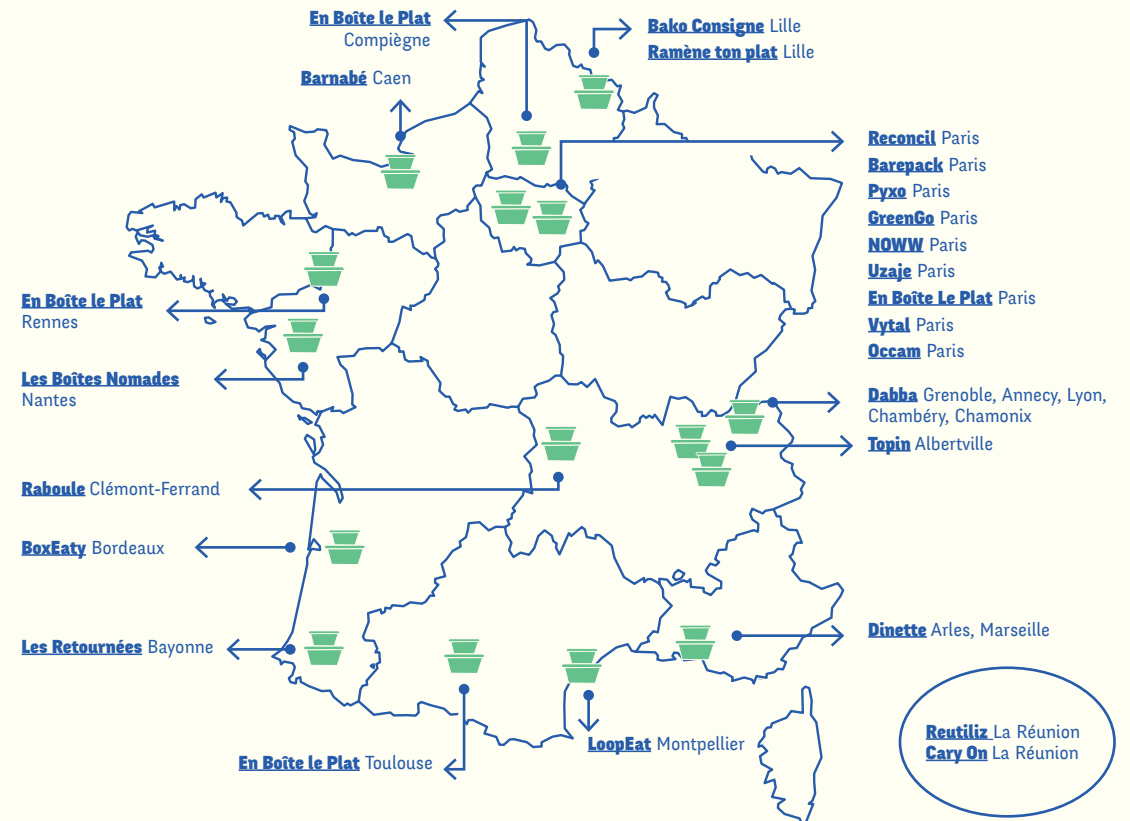 En Boîte le Plat
Compiègne
Bako Consigne Lille
Ramène ton plat Lille
Barnabé Caen
Reconcil Paris
Barepack Paris
Pyxo Paris
GreenGo Paris
NOWW Paris
Uzaje Paris
En Boîte Le Plat Paris
Vytal Paris
Occam Paris
En Boîte le Plat
Rennes
Les Boîtes Nomades
Nantes
Dabba Grenoble, Annecy, Lyon,
Chambéry, Chamonix
Topin Albertville
Raboule Clémont-Ferrand
BoxEaty Bordeaux
Les Retournées Bayonne
Dinette Arles, Marseille
LoopEat Montpellier
En Boîte le Plat Toulouse
Reutiliz La Réunion
Cary On La Réunion